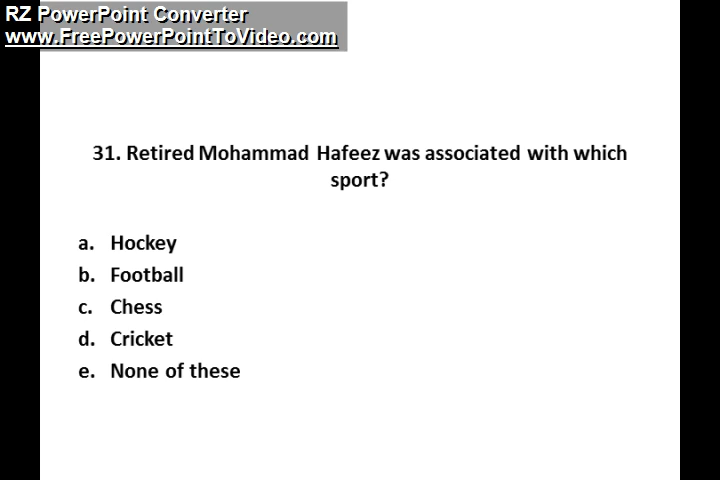 RZ PowerPoint Converter
www.FreePowerPointToVideo.com
31. Retired Mohammad Hafeez was associated with which
sport?
a. Hockey
b. Football
c. Chess
d. Cricket
e. None of these